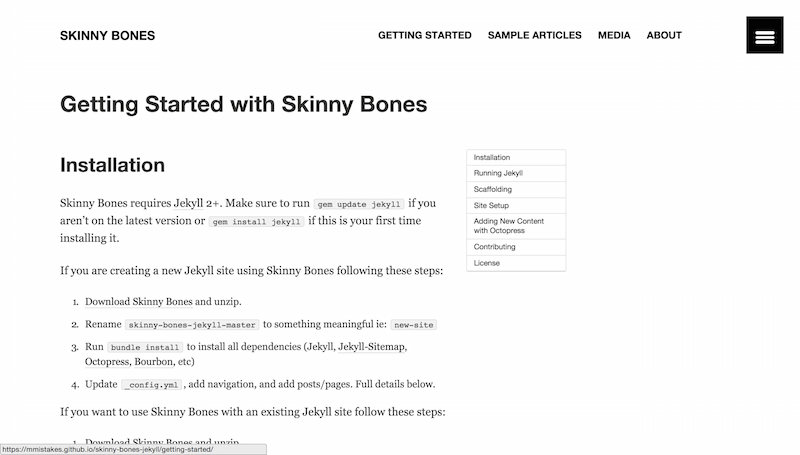 SKINNY BONES
GETTING STARTED SAMPLE ARTICLES MEDIA ABOUT
Getting Started with Skinny Bones
Installation
Skinny Bones requires Jekyll 2+. Make sure to run gem update jekyll if you
aren't on the latest version or gem install jekyll if this is your first time
installing it.
If you are creating a new Jekyll site using Skinny Bones following these steps:
1. Download Skinny Bones and unzip.
2. Rename skinny-bones-jekyll-master to something meaningful ie: new-site
3. Run bundle install to install all dependencies (Jekyll, Jekyll-Sitemap,
Octopress, Bourbon, etc)
4. Update _config.yml , add navigation, and add posts/pages. Full details below.
If you want to use Skinny Bones with an existing Jekyll site follow these steps:
1. Download Skinny Bones and unzip
Installation
Running Jekyll
Scaffolding
Site Setup
Adding New Content
with Octopress
Contributing
License
https://mmistakes.github.io/skinny-bones-jekyll/getting-started/